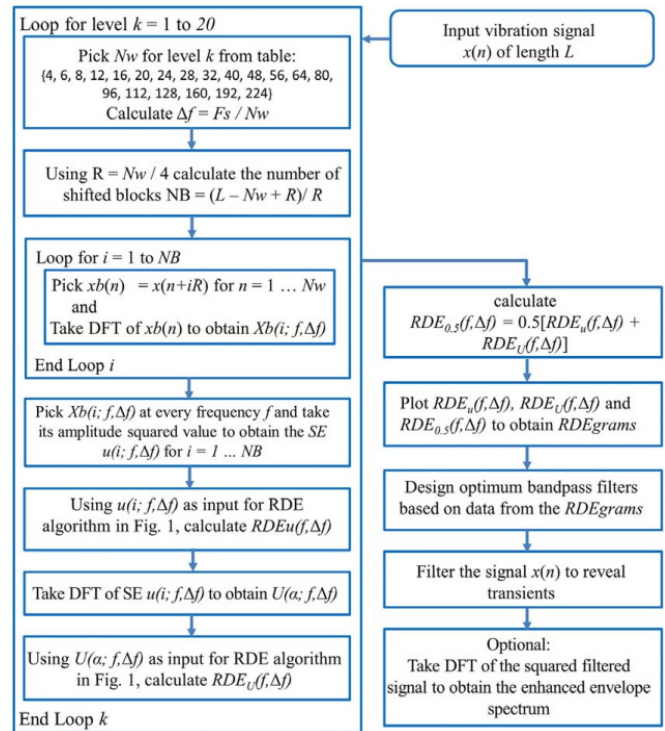 Loop for level k = 1 to 20
Pick Nw for level k from table:
{4, 6, 8, 12, 16, 20, 24, 28, 32, 40, 48, 56, 64, 80,
96, 112, 128, 160, 192, 224}
Calculate Δf = Fs / Nw
Using R = Nw / 4 calculate the number of
shifted blocks NB = (L – Nw + R)/ R
Loop for i = 1 to NB
Pick xb(n) = x(n+iR) for n = 1 … Nw
and
Take DFT of xb(n) to obtain Xb(i; f,Δf)
End Loop i
Pick Xb(i; f,Δf) at every frequency f and take
its amplitude squared value to obtain the SE
u(i; f,Δf) for i = 1 ... NB
Using u(i; f,Δf) as input for RDE
algorithm in Fig. 1, calculate RDEu(f,Δf)
Take DFT of SE u(i; f,Δf) to obtain U(α; f,Δf)
Using U(α; f,Δf) as input for RDE algorithm
in Fig. 1, calculate RDEU(f,Δf)
End Loop k
Input vibration signal
x(n) of length L
calculate
RDE0.5(f,Δf) = 0.5[RDEu(f,Δf) +
RDEU(f,Δf)]
Plot RDEu(f,Δf), RDEU(f,Δf) and
RDE0.5(f,Δf) to obtain RDEgrams
Design optimum bandpass filters
based on data from the RDEgrams
Filter the signal x(n) to reveal
transients
Optional:
Take DFT of the squared filtered
signal to obtain the enhanced envelope
spectrum